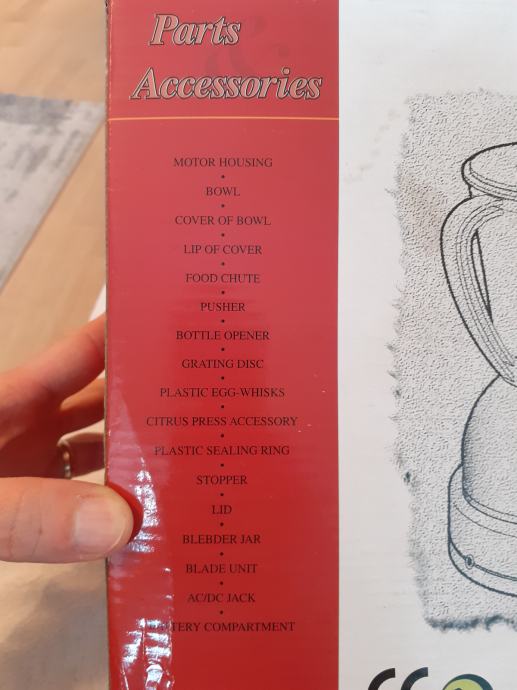 Parts
&
Accessories
MOTOR HOUSING
BOWL
COVER OF BOWL
LIP OF COVER
FOOD CHUTE
PUSHER
BOTTLE OPENER
GRATING DISC
PLASTIC EGG-WHISKS
CITRUS PRESS ACCESSORY
PLASTIC SEALING RING
STOPPER
LID
BLEBDER JAR
BLADE UNIT
AC/DC JACK
COMPARTMENT